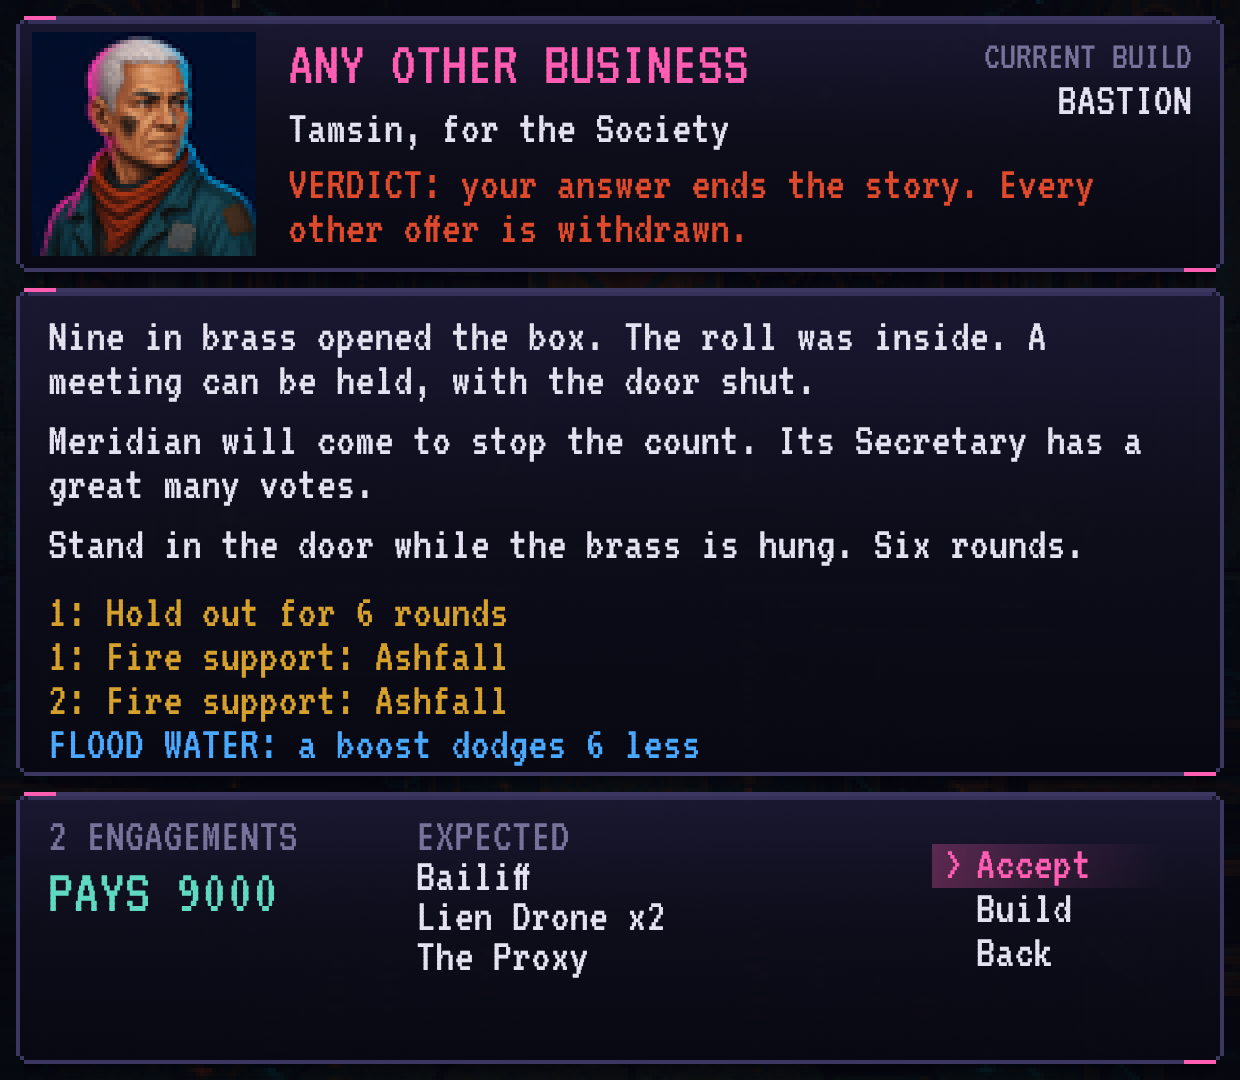 ANY OTHER BUSINESS
CURRENT BUILD
BASTION
Tamsin, for the Society
VERDICT: your answer ends the story. Every
other offer is withdrawn.
Nine in brass opened the box. The roll was inside. A
meeting can be held, with the door shut.
Meridian will come to stop the count. Its Secretary has a
great many votes.
Stand in the door while the brass is hung. Six rounds.
1: Hold out for 6 rounds
1: Fire support: Ashfall
2: Fire support: Ashfall
FLOOD WATER: a boost dodges 6 less
2 ENGAGEMENTS
PAYS 9000
EXPECTED
Bailiff
Lien Drone x2
The Proxy
> Accept
Build
Back